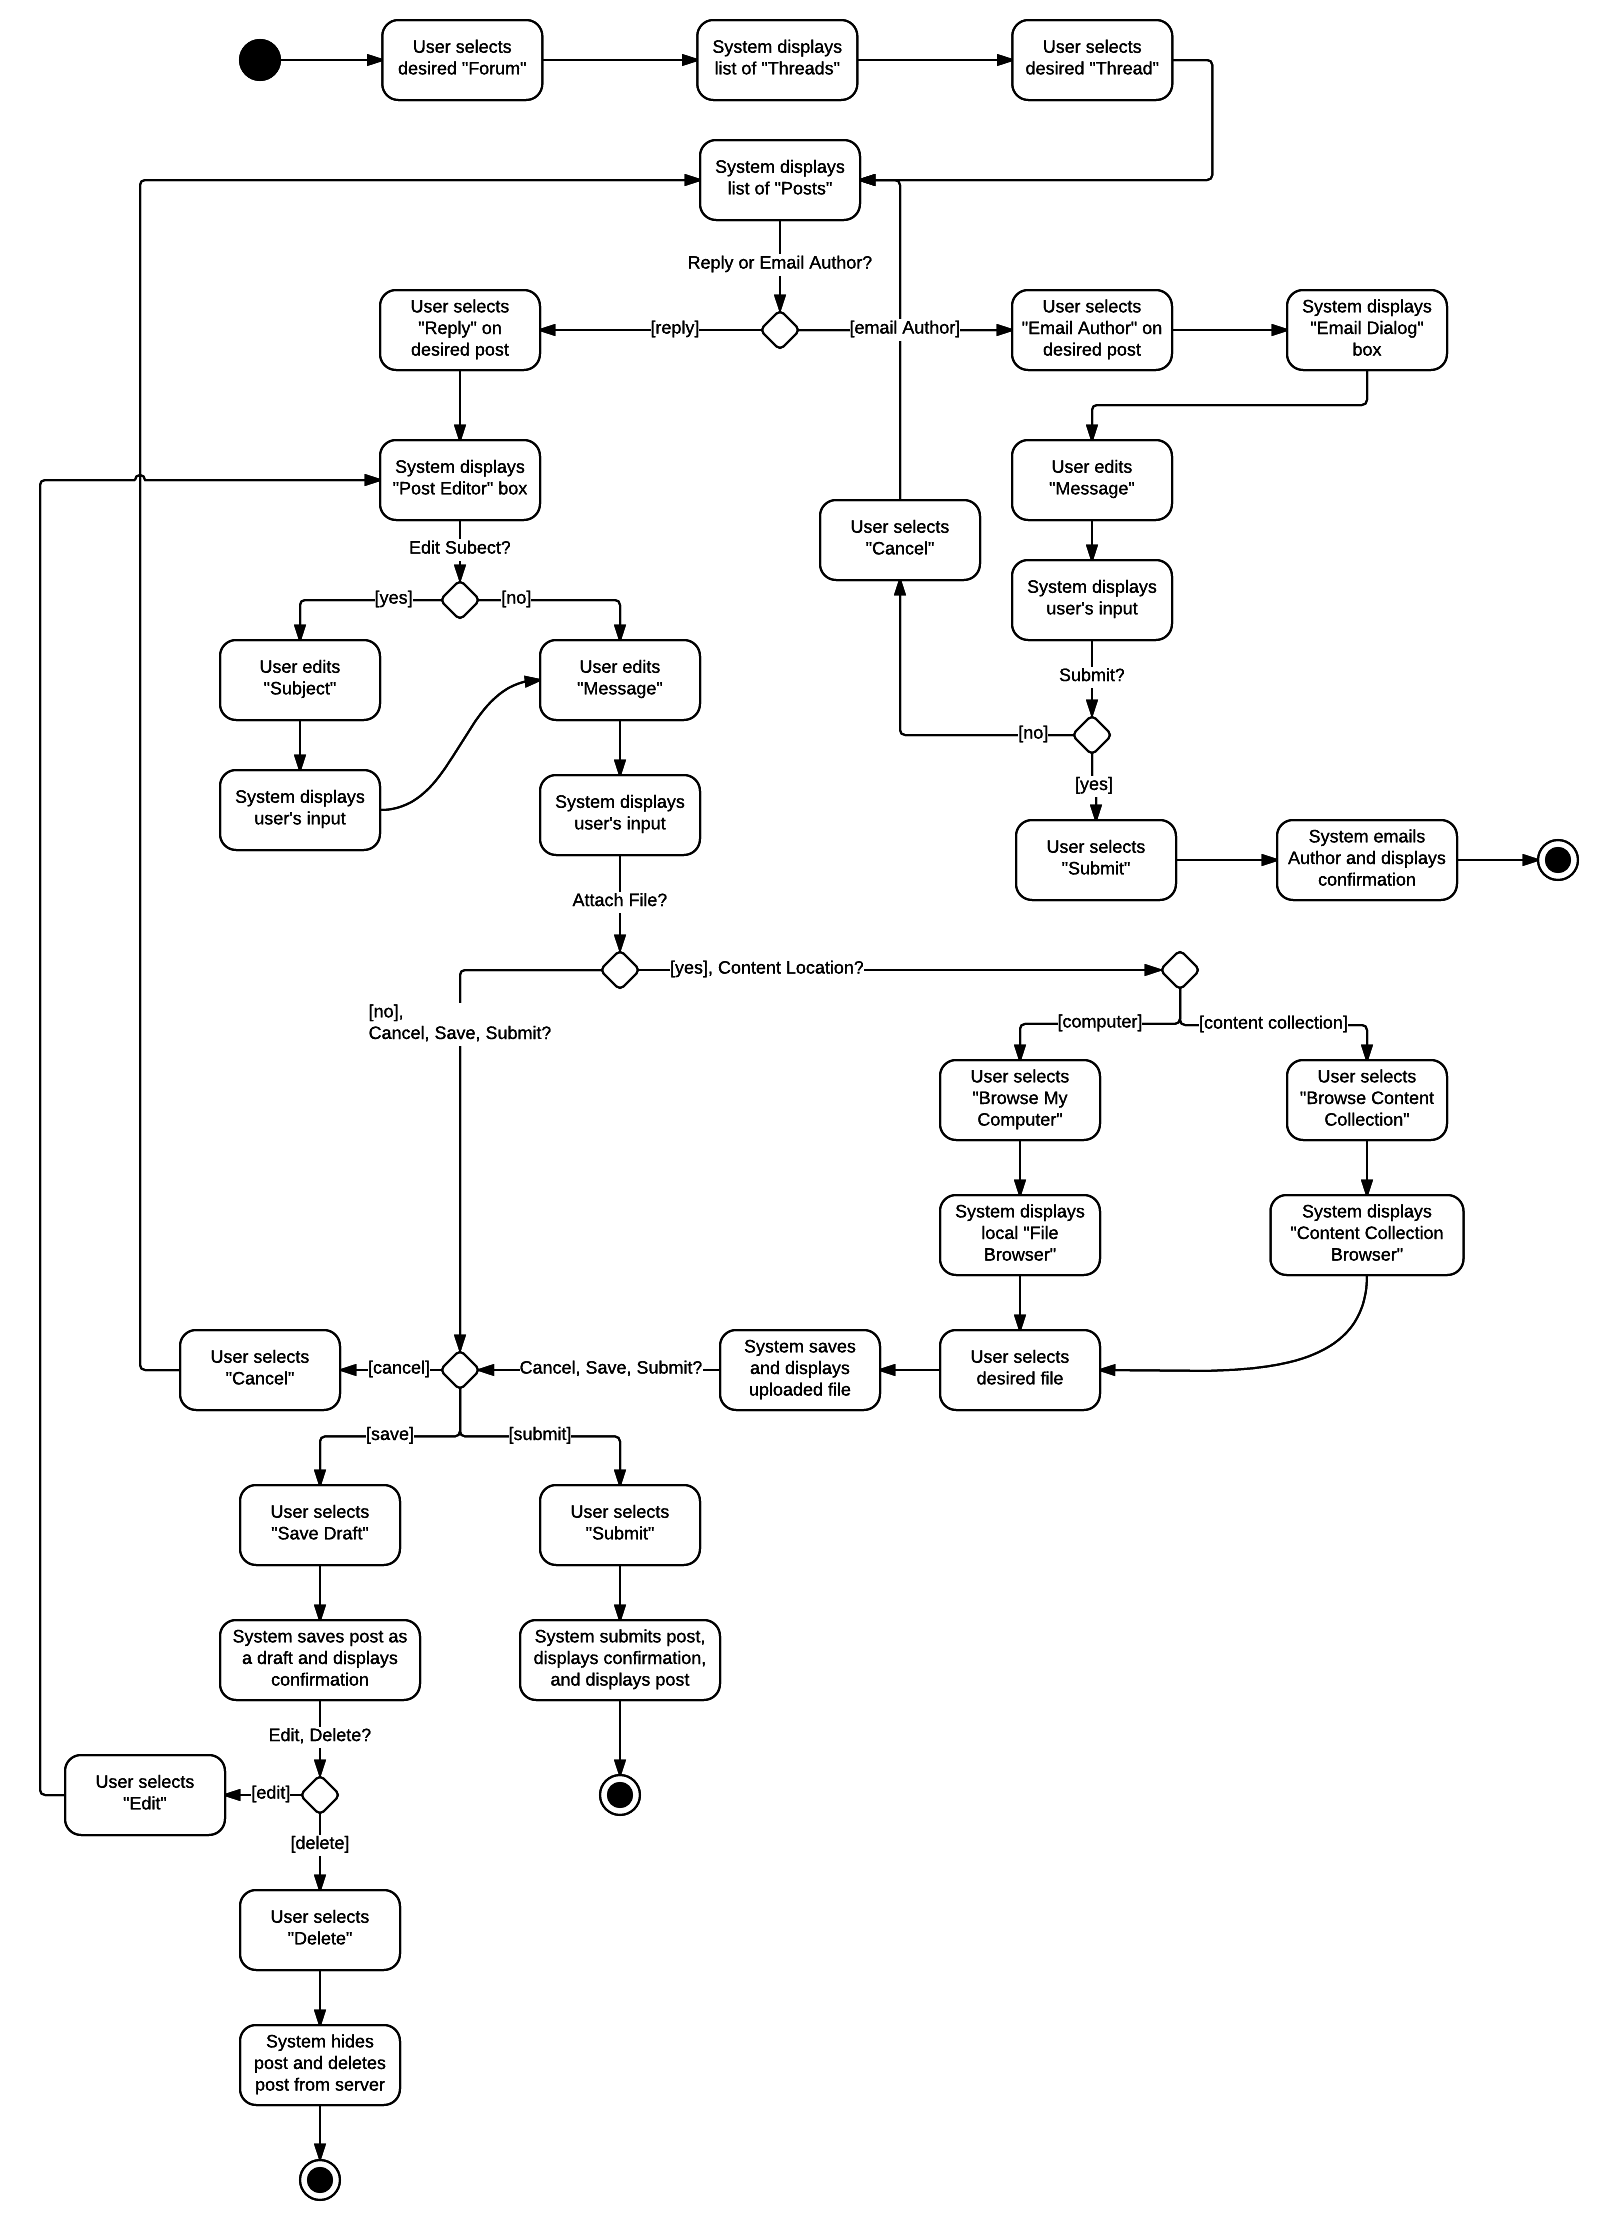 User selects
desired "Forum"
System displays
list of "Threads"
User selects
desired "Thread"
System displays
list of "Posts"
Reply or Email Author?
User selects
"Reply" on
desired post
[reply]
[email Author]
User selects
"Email Author" on
desired post
System displays
"Email Dialog"
box
System displays
"Post Editor" box
User edits
"Message"
User selects
"Cancel"
Edit Subect?
System displays
user's input
[yes]
[no]
User edits
"Subject"
User edits
"Message"
Submit?
[no]
[yes]
System displays
user's input
System displays
user's input
User selects
"Submit"
System emails
Author and displays
confirmation
Attach File?
[yes], Content Location?
[no],
Cancel, Save, Submit?
[computer]
[content collection]
User selects
"Browse My
Computer"
User selects
"Browse Content
Collection"
System displays
local "File
Browser"
System displays
"Content Collection
Browser"
User selects
"Cancel"
[cancel]
Cancel, Save, Submit?
System saves
and displays
uploaded file
User selects
desired file
[save]
[submit]
User selects
"Save Draft"
User selects
"Submit"
System saves post as
a draft and displays
confirmation
System submits post,
displays confirmation,
and displays post
Edit, Delete?
User selects
"Edit"
[edit]
[delete]
User selects
"Delete"
System hides
post and deletes
post from server